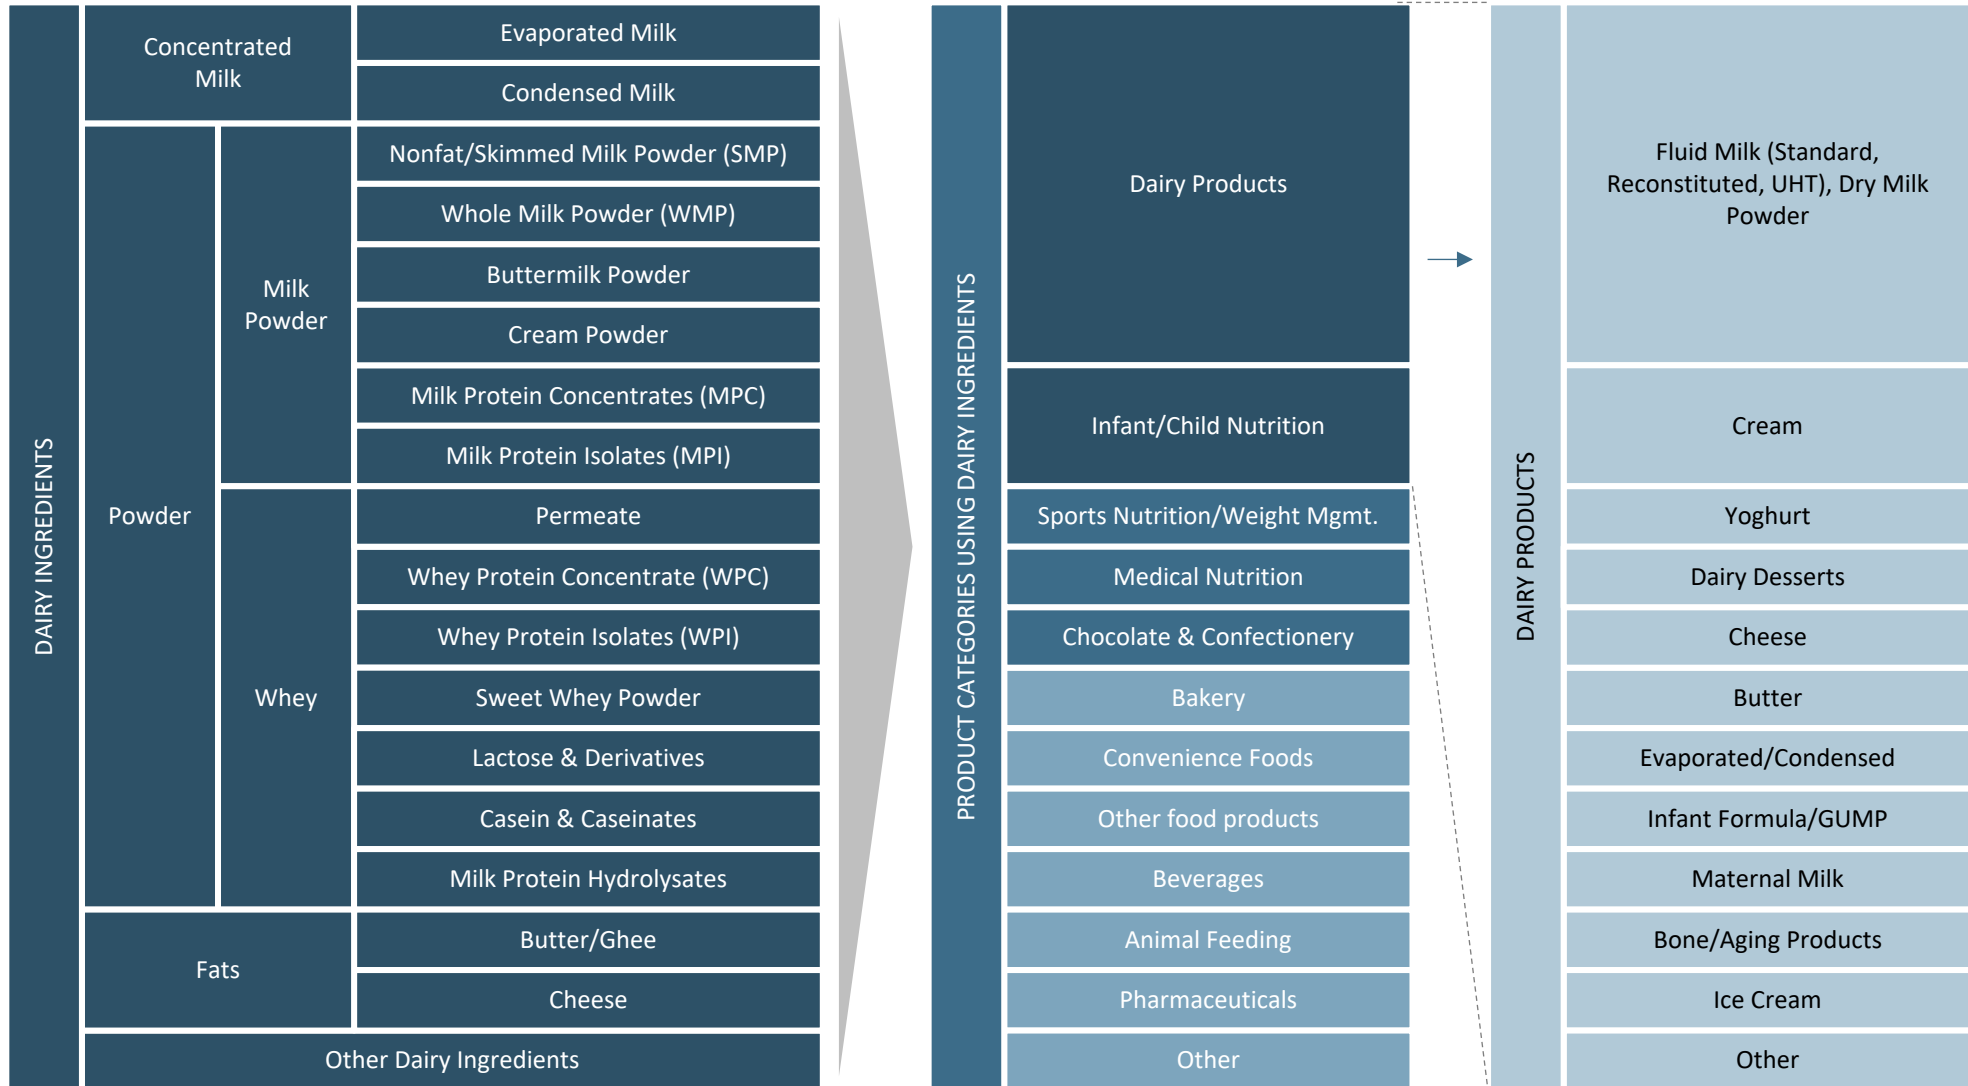 DAIRY INGREDIENTS
Concentrated
Milk
Evaporated Milk
Condensed Milk
Powder
Milk
Powder
Nonfat/Skimmed Milk Powder (SMP)
Whole Milk Powder (WMP)
Buttermilk Powder
Cream Powder
Milk Protein Concentrates (MPC)
Milk Protein Isolates (MPI)
Whey
Permeate
Whey Protein Concentrate (WPC)
Whey Protein Isolates (WPI)
Sweet Whey Powder
Lactose & Derivatives
Casein & Caseinates
Milk Protein Hydrolysates
Fats
Butter/Ghee
Cheese
Other Dairy Ingredients
PRODUCT CATEGORIES USING DAIRY INGREDIENTS
Dairy Products
Infant/Child Nutrition
Sports Nutrition/Weight Mgmt.
Medical Nutrition
Chocolate & Confectionery
Bakery
Convenience Foods
Other food products
Beverages
Animal Feeding
Pharmaceuticals
Other
DAIRY PRODUCTS
Fluid Milk (Standard,
Reconstituted, UHT), Dry Milk
Powder
Cream
Yoghurt
Dairy Desserts
Cheese
Butter
Evaporated/Condensed
Infant Formula/GUMP
Maternal Milk
Bone/Aging Products
Ice Cream
Other